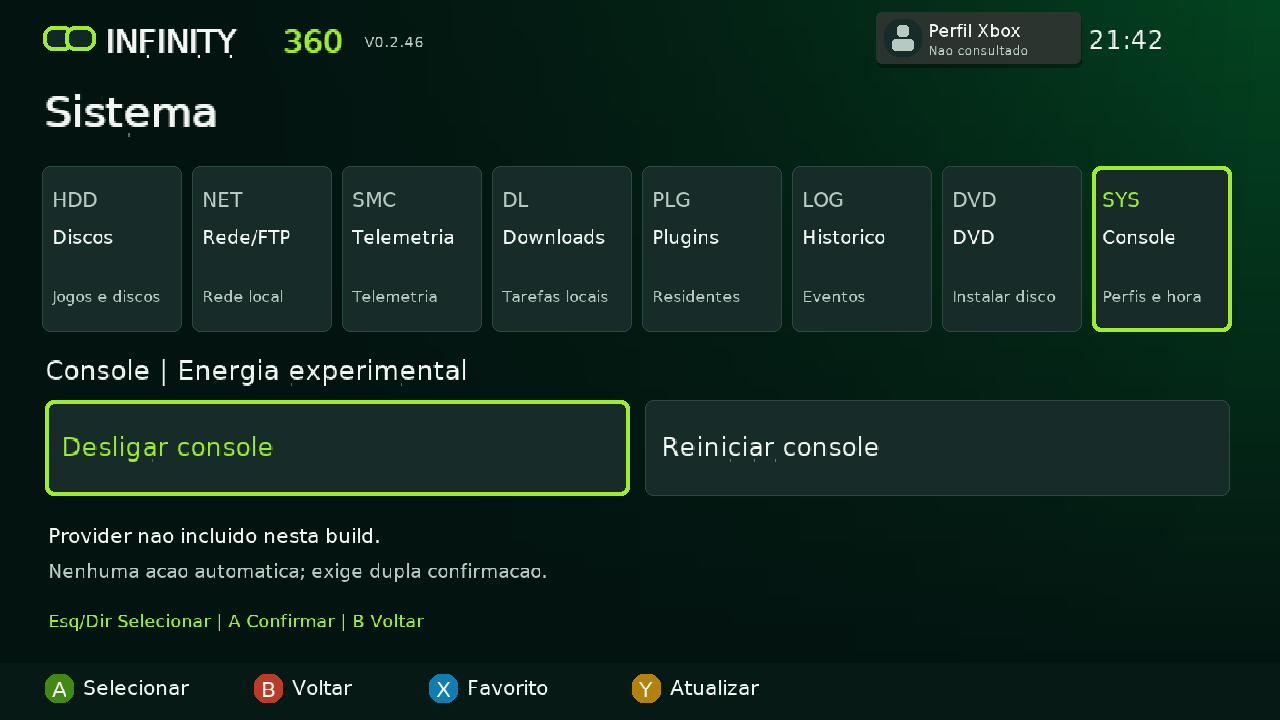 INFINITY 360 V0.2.46
Perfil Xbox
Nao consultado
21:42
Sistema
HDD
Discos
Jogos e discos
NET
Rede/FTP
Rede local
SMC
Telemetria
Telemetria
DL
Downloads
Tarefas locais
PLG
Plugins
Residentes
LOG
Historico
Eventos
DVD
DVD
Instalar disco
SYS
Console
Perfis e hora
Console | Energia experimental
Desligar console
Reiniciar console
Provider nao incluido nesta build.
Nenhuma acao automatica; exige dupla confirmacao.
Esq/Dir Selecionar | A Confirmar | B Voltar
A Selecionar B Voltar X Favorito Y Atualizar